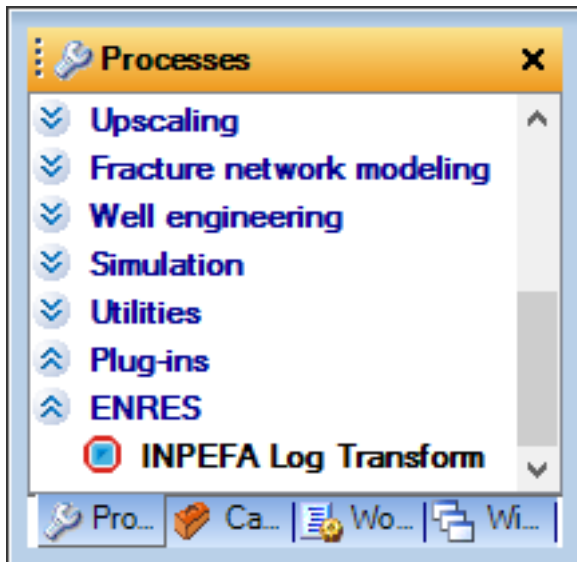 Processes
Upscaling
Fracture network modeling
Well engineering
Simulation
Utilities
Plug-ins
ENRES
INPEFA Log Transform
Pro... Ca... Wo... Wi...